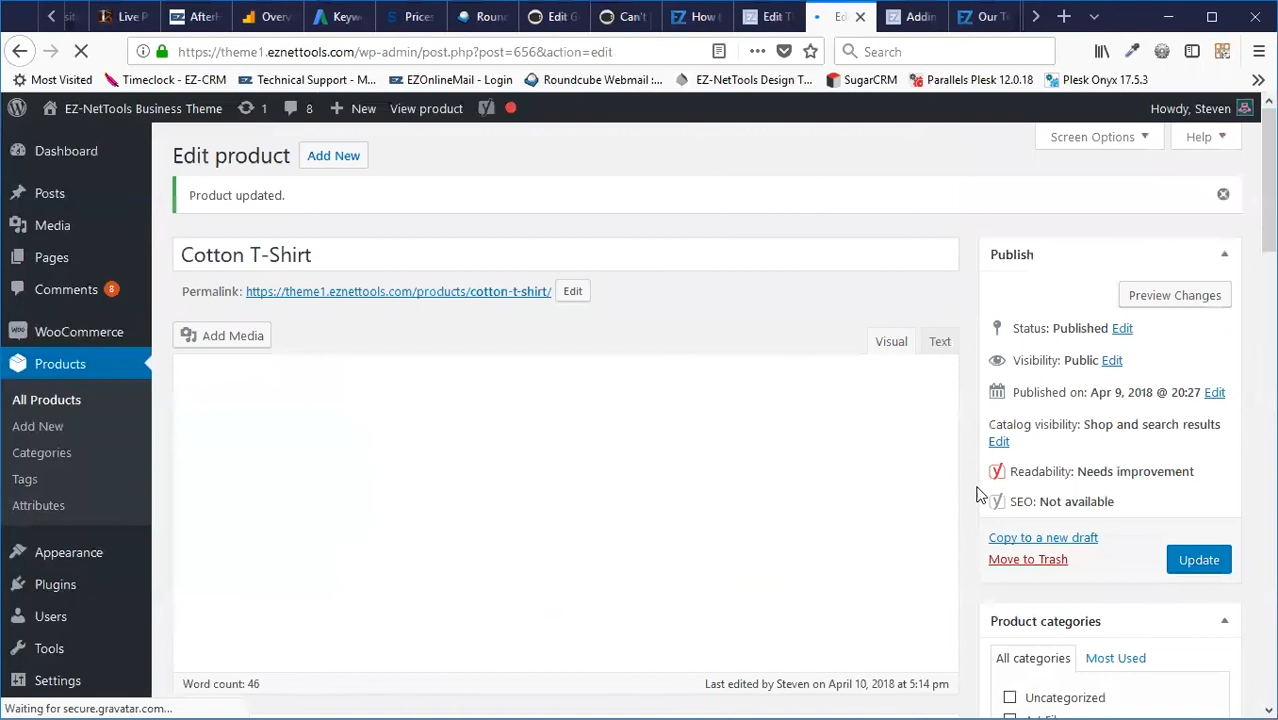 sit
Live P
AfterH
Overv
Keyw
Prices
Roun
Edit G
Can't
How (
Edit T
Ed
Addin
Our Te
https://theme1.eznettools.com/wp-admin/post.php?post=656&action=edit
Search
Most Visited
Timeclock - EZ-CRM
Technical Support - M...
EZOnlineMail - Login
Roundcube Webmail :...
EZ-NetTools Design T...
SugarCRM
Parallels Plesk 12.0.18
Plesk Onyx 17.5.3
EZ-NetTools Business Theme
1
8
New
View product
Howdy, Steven
Dashboard
Posts
Media
Pages
Comments 8
WooCommerce
Products
All Products
Add New
Categories
Tags
Attributes
Appearance
Plugins
Users
Tools
Settings
Waiting for secure.gravatar.com...
Screen Options
Help
Edit product Add New
Product updated.
Cotton T-Shirt
Permalink: https://theme1.eznettools.com/products/cotton-t-shirt/ Edit
Add Media
Visual Text
Word count: 46
Last edited by Steven on April 10, 2018 at 5:14 pm
Publish
Preview Changes
Status: Published Edit
Visibility: Public Edit
Published on: Apr 9, 2018 @ 20:27 Edit
Catalog visibility: Shop and search results
Edit
Readability: Needs improvement
SEO: Not available
Copy to a new draft
Move to Trash
Update
Product categories
All categories Most Used
Uncategorized